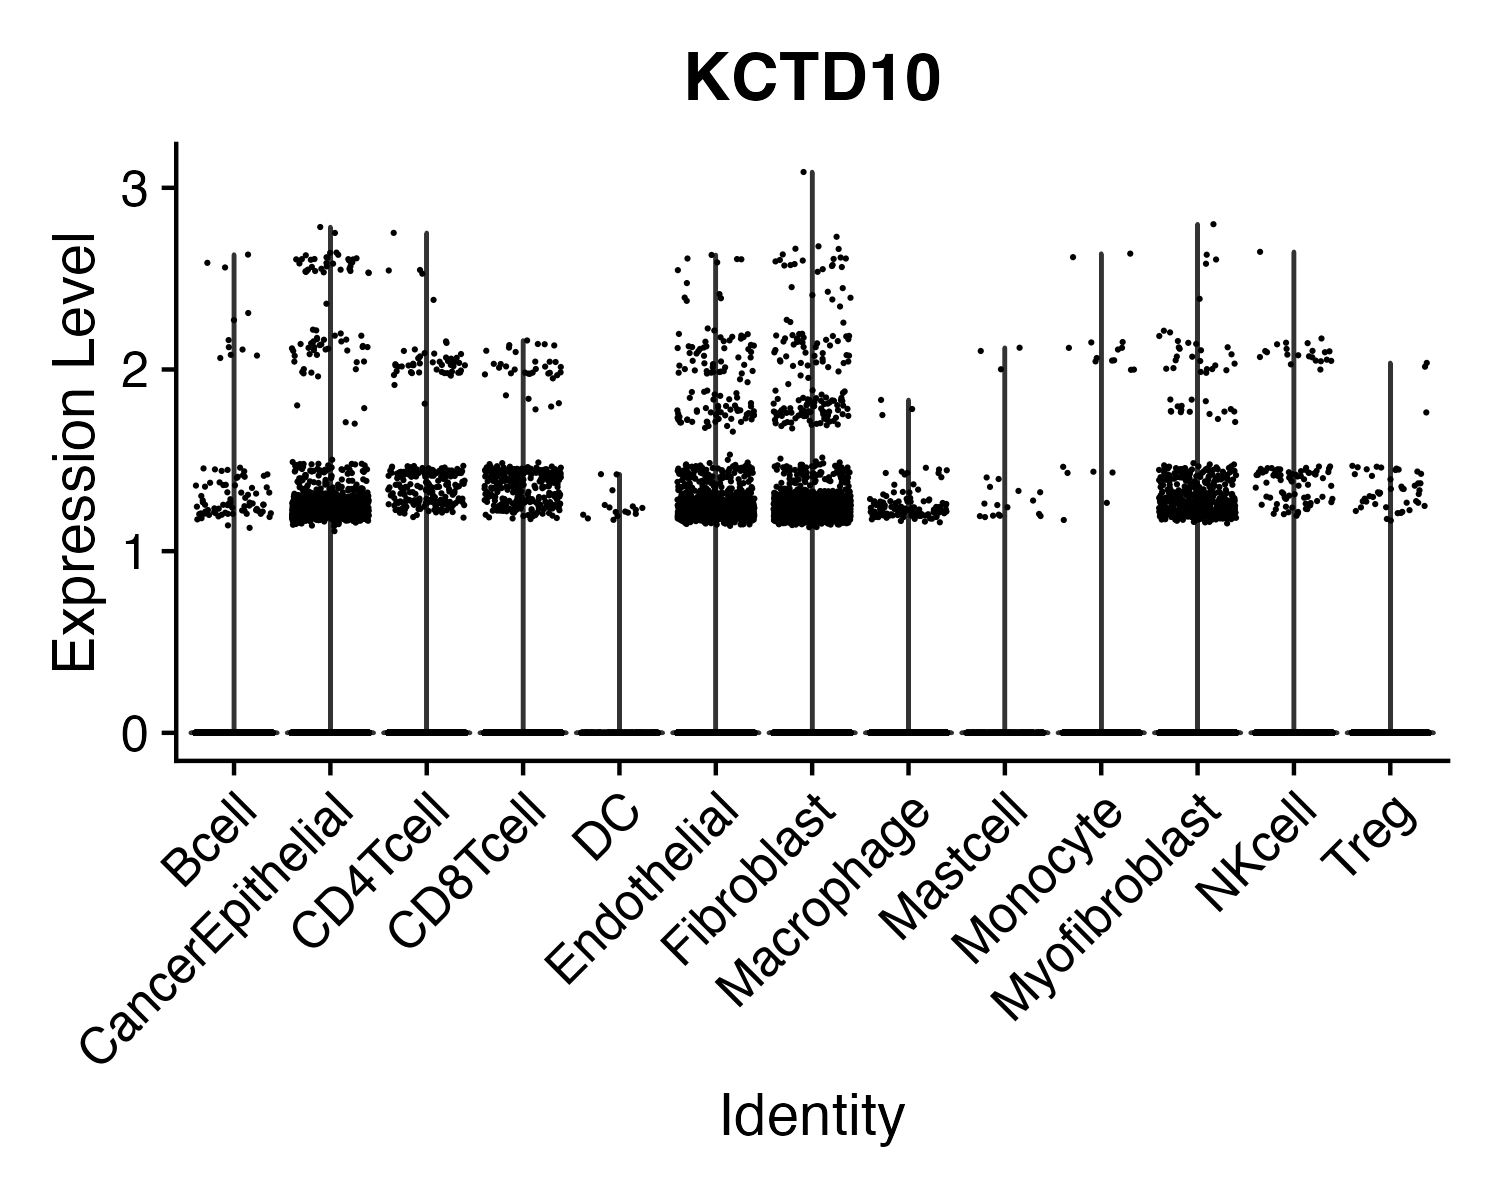 KCTD10
Expression Level
3
2
1
0
Bcell
CancerEpithelial
CD4Tcell
CD8Tcell
DC
Endothelial
Fibroblast
Macrophage
Mastcell
Monocyte
Myofibroblast
NKcell
Treg
Identity